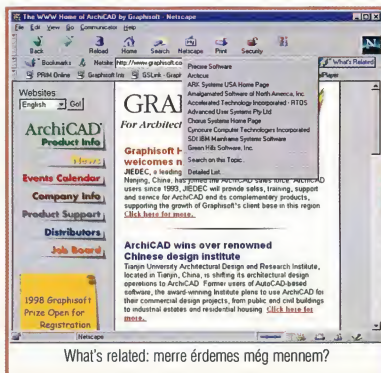 The WWW Home of ArchiCAD by Graphisoft - Netscape
File Edit View Go Communicator Help
Back Reload Home Search Netscape Print Security
Bookmarks Netsite: http://www.graphisoft.co What's Related
PRIM Online Graphisoft Intra GSLink - Graph
Precise Software
Acticus
ARK Systems USA Home Page
Amalgamated Software of North America, Inc.
Accelerated Technology Incorporated - RTOS
Advanced User Systems Pty Ltd
Chorus Systems Home Page
Computer Technologies Incorporated
SDI IBM Mainframe Systems Software
Green Hills Software, Inc.
Search on this Topic
Detailed List
Websites
English Go!
ArchiCAD
Product Info
News
Events Calendar
Company Info
Product Support
Distributors
Job Board
1998 Graphisoft
Prize Open for
Registration
GRA
For Architect
Graphisoft H
welcomes n
JIEDEC, a leading
Nanjing, China, has joined the ArchiCAD sales force. ArchiCAD
users since 1993, JIEDEC will provide sales, training, support
and service for ArchiCAD and its complementary products,
supporting the growth of Graphisoft's client base in this region
Click here for more.
ArchiCAD wins over renowned
Chinese design institute
Tianjin University Architectural Design and Research Institute,
located in Tianjin, China, is shifting its architectural design
operations to ArchiCAD. Former users of AutoCAD-based
software, the award-winning Institute plans to use ArchiCAD for
their commercial design projects, from public and civil buildings
to industrial estates and residential housing. Click here for
more.
Netscape
What's related: merre érdemes még mennem?